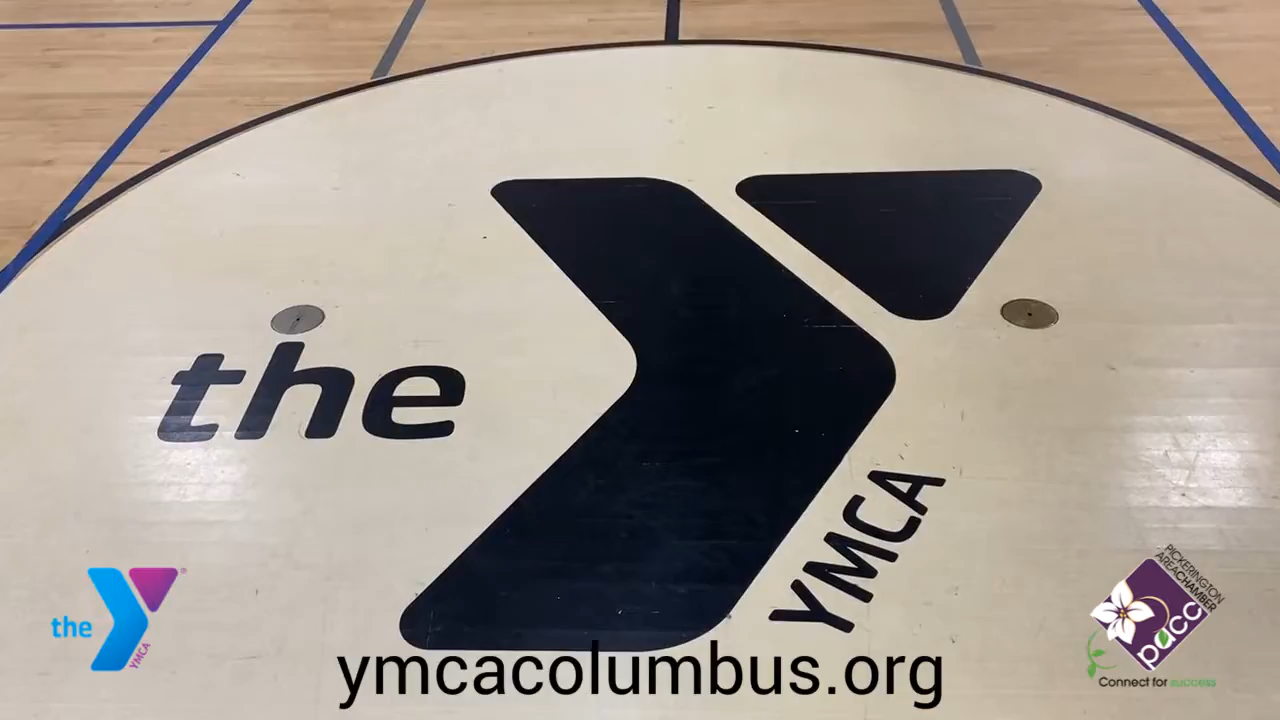 the
YMCA
the
YMCA
ymcacolumbus.org
PICKERINGTON
AREA CHAMBER
pacc
Connect for success